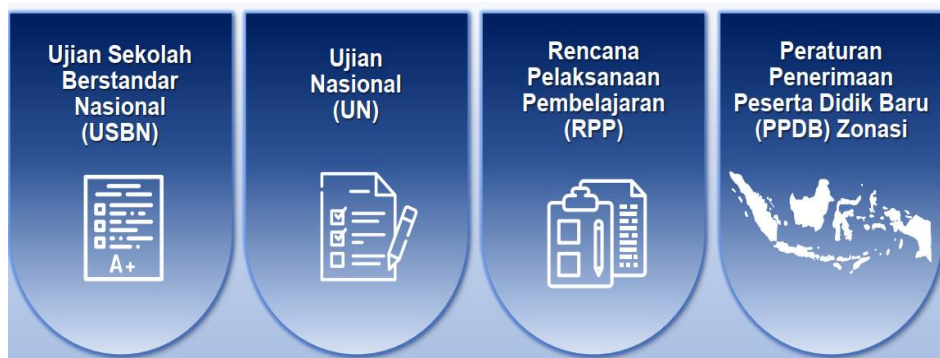 Ujian Sekolah
Berstandar
Nasional
(USBN)
A+
Ujian
Nasional
(UN)
Rencana
Pelaksanaan
Pembelajaran
(RPP)
Peraturan
Penerimaan
Peserta Didik Baru
(PPDB) Zonasi